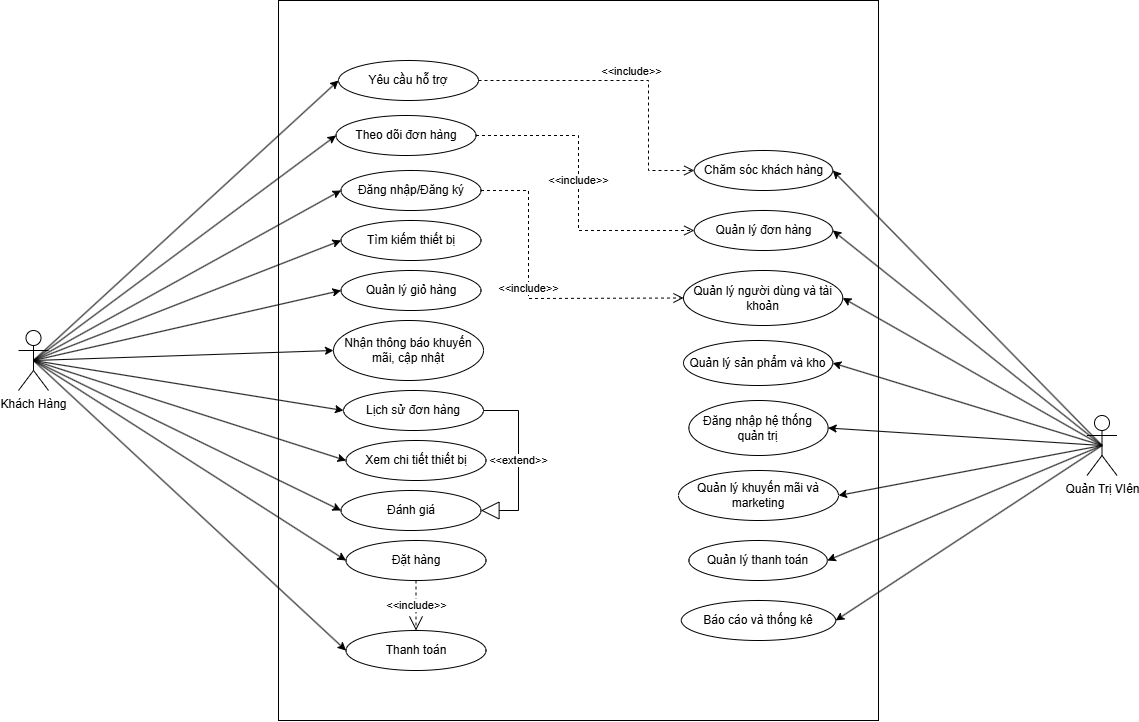 <<include>>
Yêu cầu hỗ trợ
Theo dõi đơn hàng
Chăm sóc khách hàng
<<include>>
Đăng nhập/Đăng ký
Quản lý đơn hàng
Tìm kiếm thiết bị
<<include>>
Quản lý giỏ hàng
Quản lý người dùng và tài
khoản
Nhận thông báo khuyến
mãi, cập nhật
Quản lý sản phẩm và kho
Khách Hàng
Lịch sử đơn hàng
Đăng nhập hệ thống
quản trị
Xem chi tiết thiết bị
<<extend>>
Quản lý khuyến mãi và
marketing
Quản Trị VIên
Đánh giá
Đặt hàng
Quản lý thanh toán
<<include>>
Báo cáo và thống kê
Thanh toán